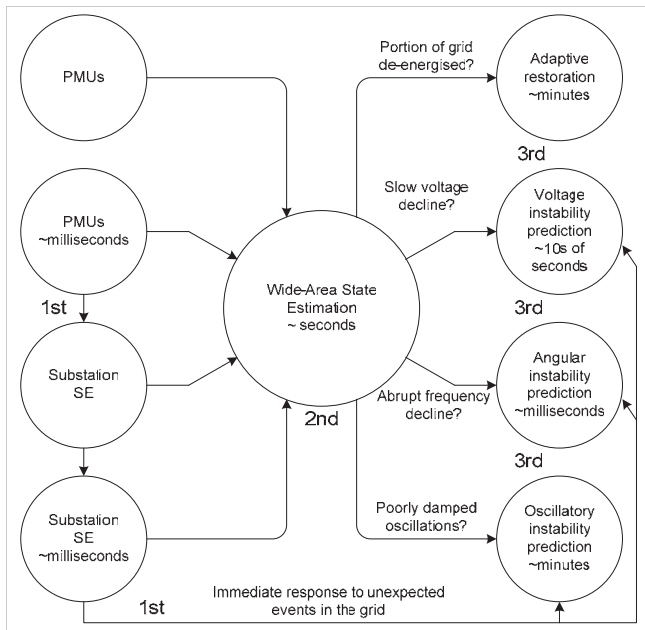 PMUs
PMUs
~milliseconds
1st
Substation
SE
Substation
SE
~milliseconds
1st
Wide-Area State
Estimation
~ seconds
2nd
Portion of grid
de-energised?
Adaptive
restoration
~minutes
3rd
Slow voltage
decline?
Voltage
instability
prediction
~10s of
seconds
3rd
Abrupt frequency
decline?
Angular
instability
prediction
~milliseconds
3rd
Poorly damped
oscillations?
Oscillatory
instability
prediction
~minutes
Immediate response to unexpected
events in the grid